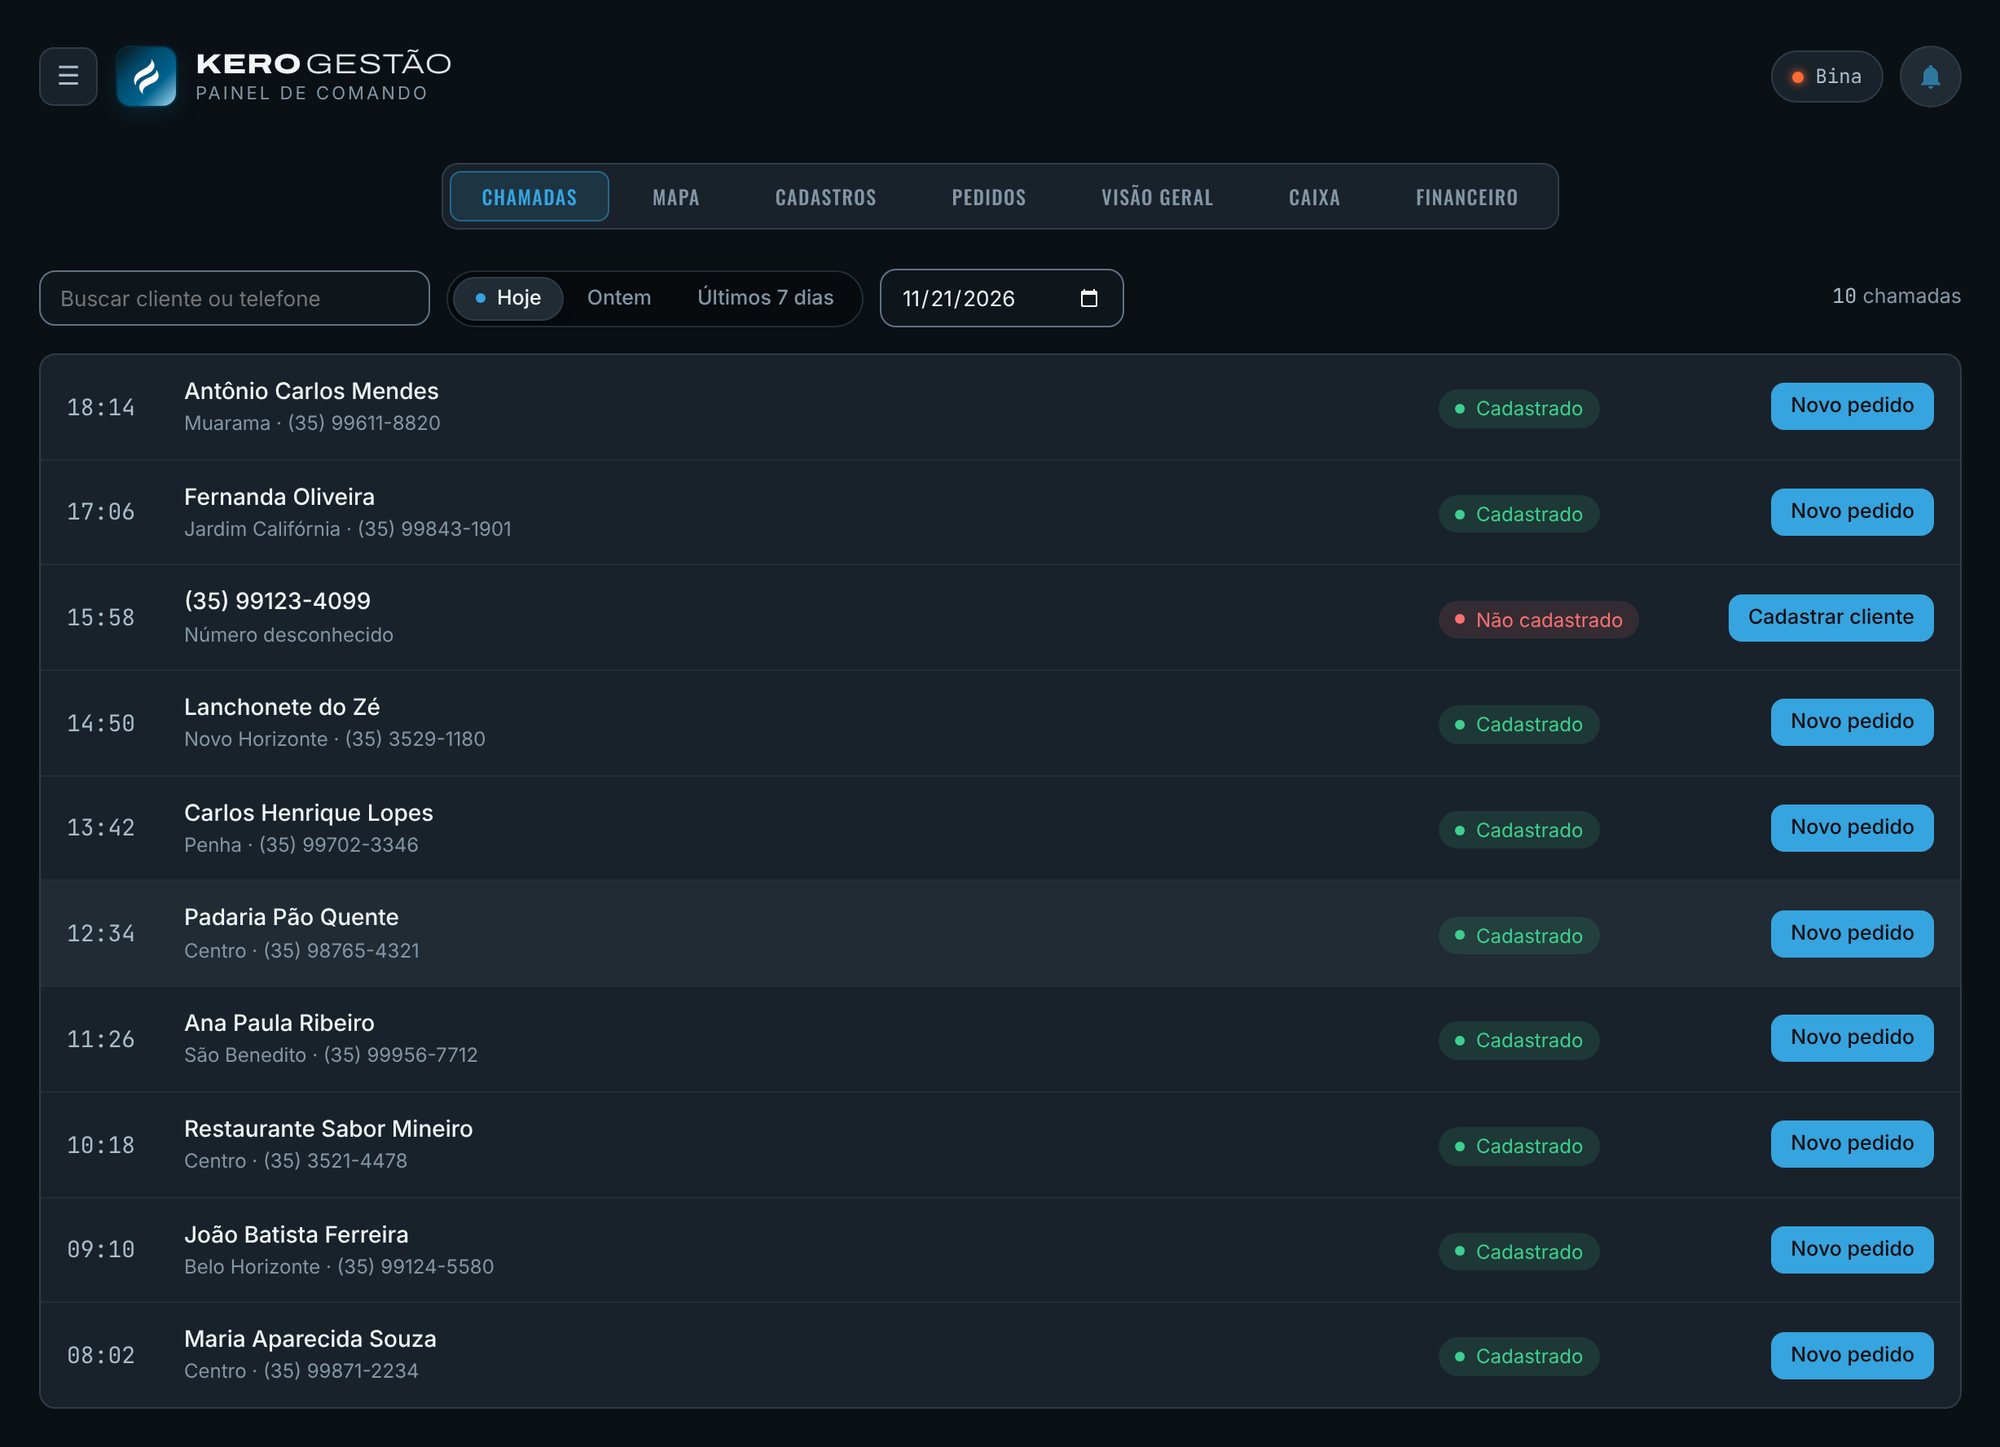 KERO GESTÃO
PAINEL DE COMANDO
Bina
CHAMADAS MAPA CADASTROS PEDIDOS VISÃO GERAL CAIXA FINANCEIRO
Buscar cliente ou telefone Hoje Ontem Últimos 7 dias 11/21/2026 10 chamadas
18:14 Antônio Carlos Mendes Cadastrado Novo pedido
Muarama · (35) 99611-8820
17:06 Fernanda Oliveira Cadastrado Novo pedido
Jardim Califórnia · (35) 99843-1901
15:58 (35) 99123-4099 Não cadastrado Cadastrar cliente
Número desconhecido
14:50 Lanchonete do Zé Cadastrado Novo pedido
Novo Horizonte · (35) 3529-1180
13:42 Carlos Henrique Lopes Cadastrado Novo pedido
Penha · (35) 99702-3346
12:34 Padaria Pão Quente Cadastrado Novo pedido
Centro · (35) 98765-4321
11:26 Ana Paula Ribeiro Cadastrado Novo pedido
São Benedito · (35) 99956-7712
10:18 Restaurante Sabor Mineiro Cadastrado Novo pedido
Centro · (35) 3521-4478
09:10 João Batista Ferreira Cadastrado Novo pedido
Belo Horizonte · (35) 99124-5580
08:02 Maria Aparecida Souza Cadastrado Novo pedido
Centro · (35) 99871-2234